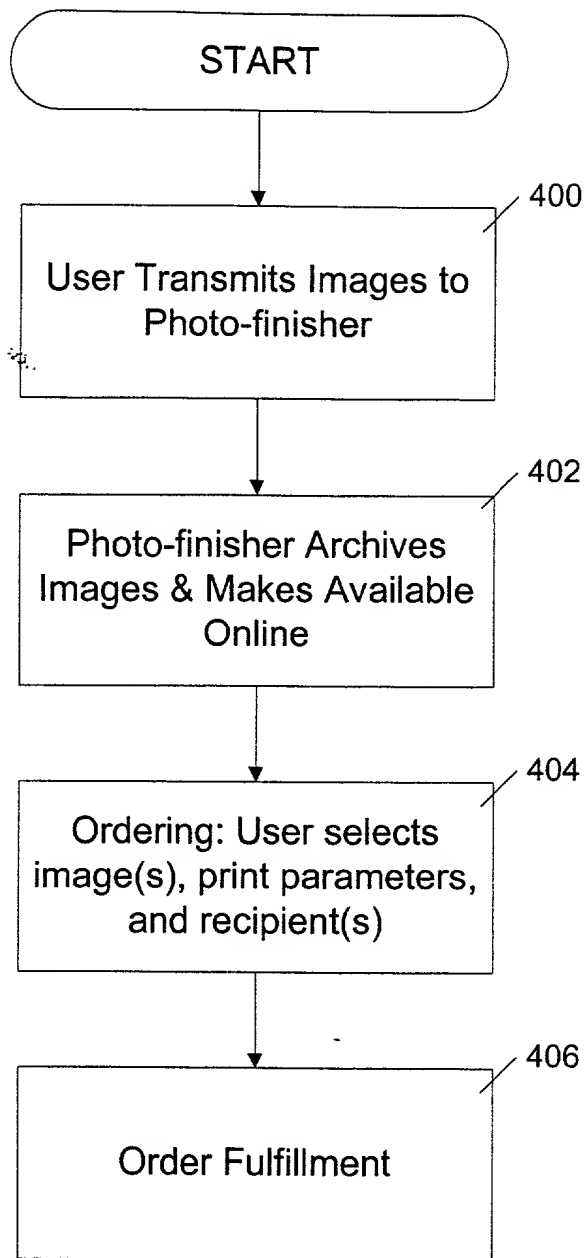 START
400
User Transmits Images to
Photo-finisher
402
Photo-finisher Archives
Images & Makes Available
Online
404
Ordering: User selects
image(s), print parameters,
and recipient(s)
406
Order Fulfillment